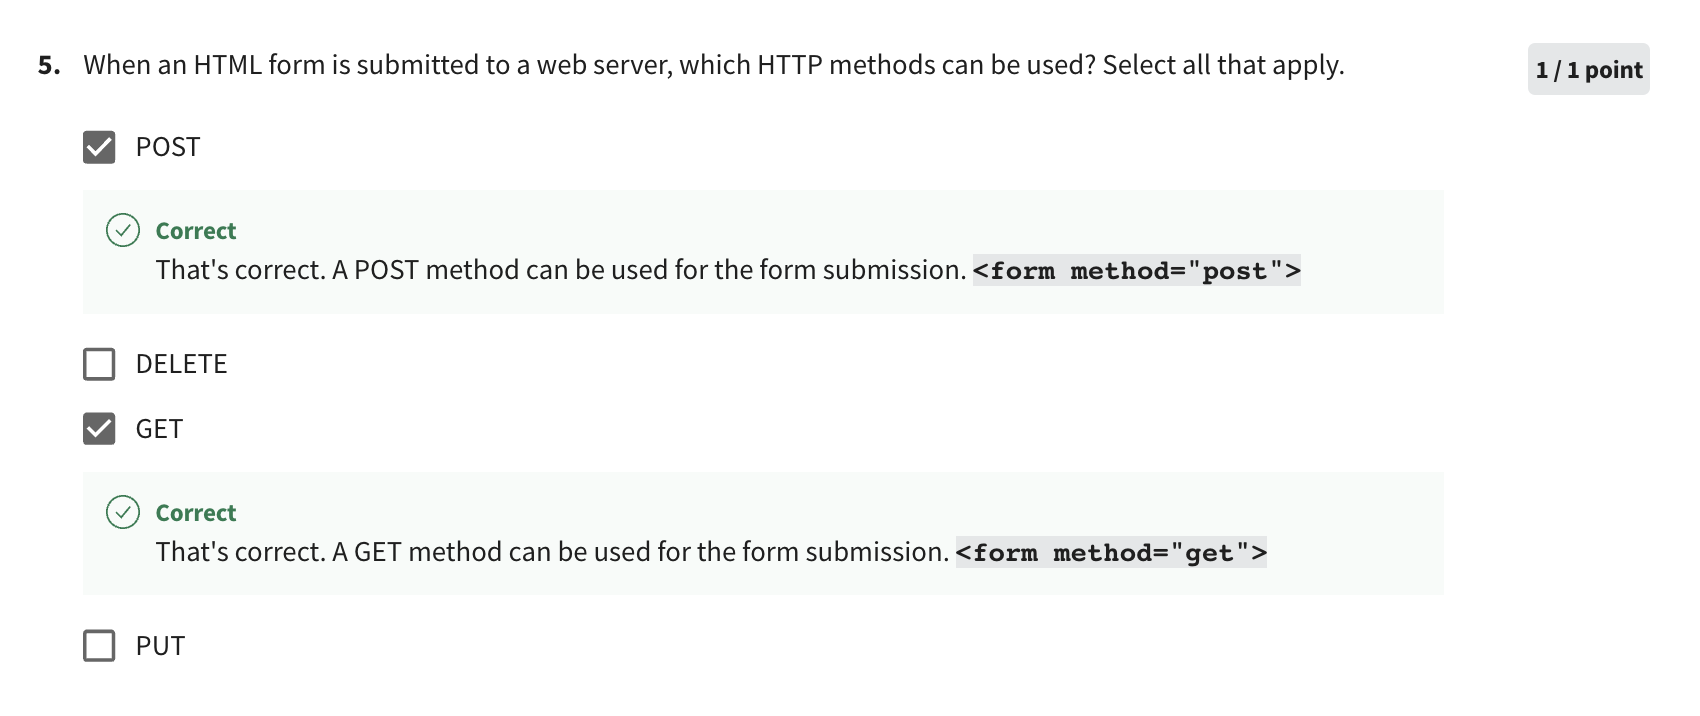 5. When an HTML form is submitted to a web server, which HTTP methods can be used? Select all that apply.
1 / 1 point
POST
Correct
That's correct. A POST method can be used for the form submission. <form method="post">
DELETE
GET
Correct
That's correct. A GET method can be used for the form submission. <form method="get">
PUT